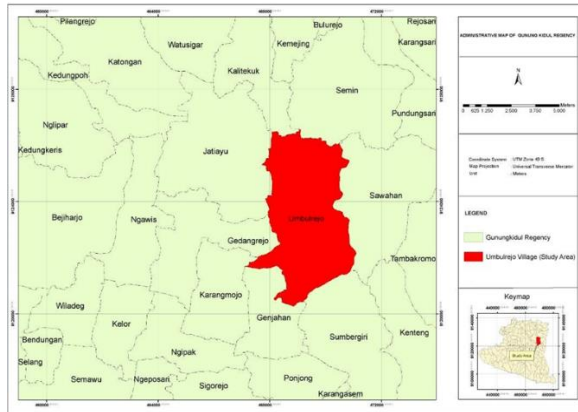 Pilangrejo
Watusigar
Bulurejo
Rejosari
Katongan
Kemejing
Karangsari
Kedungpoh
Kalitekuk
Semin
Nglipar
Pundungsari
Kedungkeris
Jatiayu
Sawahan
Bejiharjo
Ngawis
Umbulrejo
Gedangrejo
Tambakromo
Wiladeg
Karangmojo
Genjahan
Bendungan
Kelor
Sumbergiri
Kenteng
Selang
Ngipak
Semawu
Ngeposari
Sigorejo
Ponjong
Karangasem
ADMINISTRATIVE MAP OF GUNUNG KIDUL REGENCY
N
Coordinate System : UTM Zone 49 S
Map Projection : Universal Transverse Mercator
Unit : Meters
LEGEND
Gunungkidul Regency
Umbulrejo Village (Study Area)
Keymap
Study Area